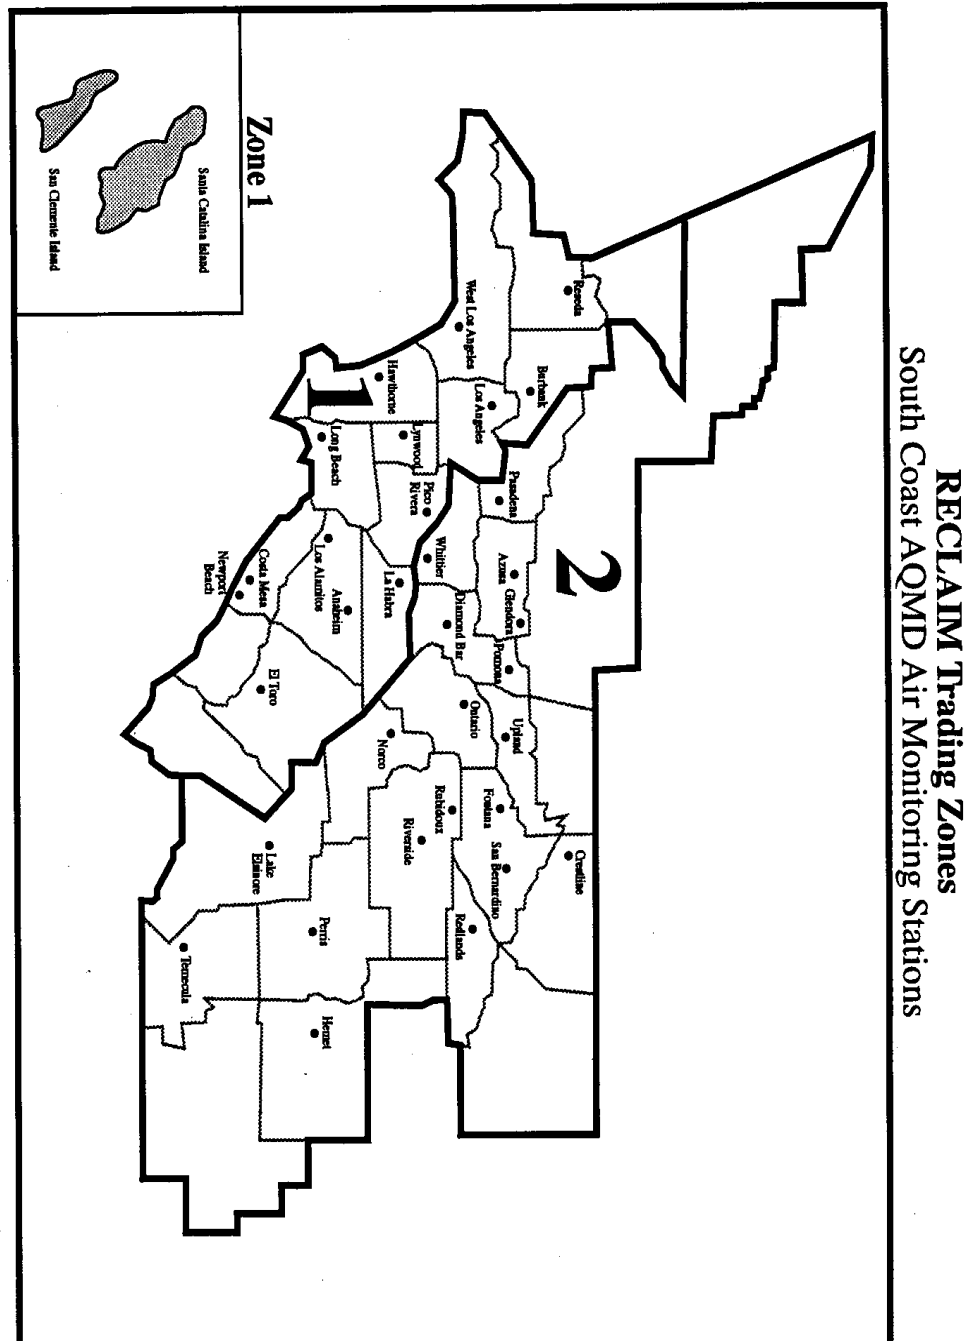 RECLAIM Trading Zones
South Coast AQMD Air Monitoring Stations
Reseda
Burbank
West Los Angeles
Los Angeles
Hawthorne
Lynwood
Long Beach
1
Pasadena
Pico
Rivera
Azusa
Glendora
2
Whittier
La Habra
Diamond Bar
Pomona
Los Alamitos
Anaheim
Costa Mesa
Newport
Beach
El Toro
Ontario
Upland
Norco
Fontana
Rubidoux
Riverside
San Bernardino
Crestline
Redlands
Lake
Elsinore
Perris
Temecula
Hemet
Zone 1
Santa Catalina Island
San Clemente Island